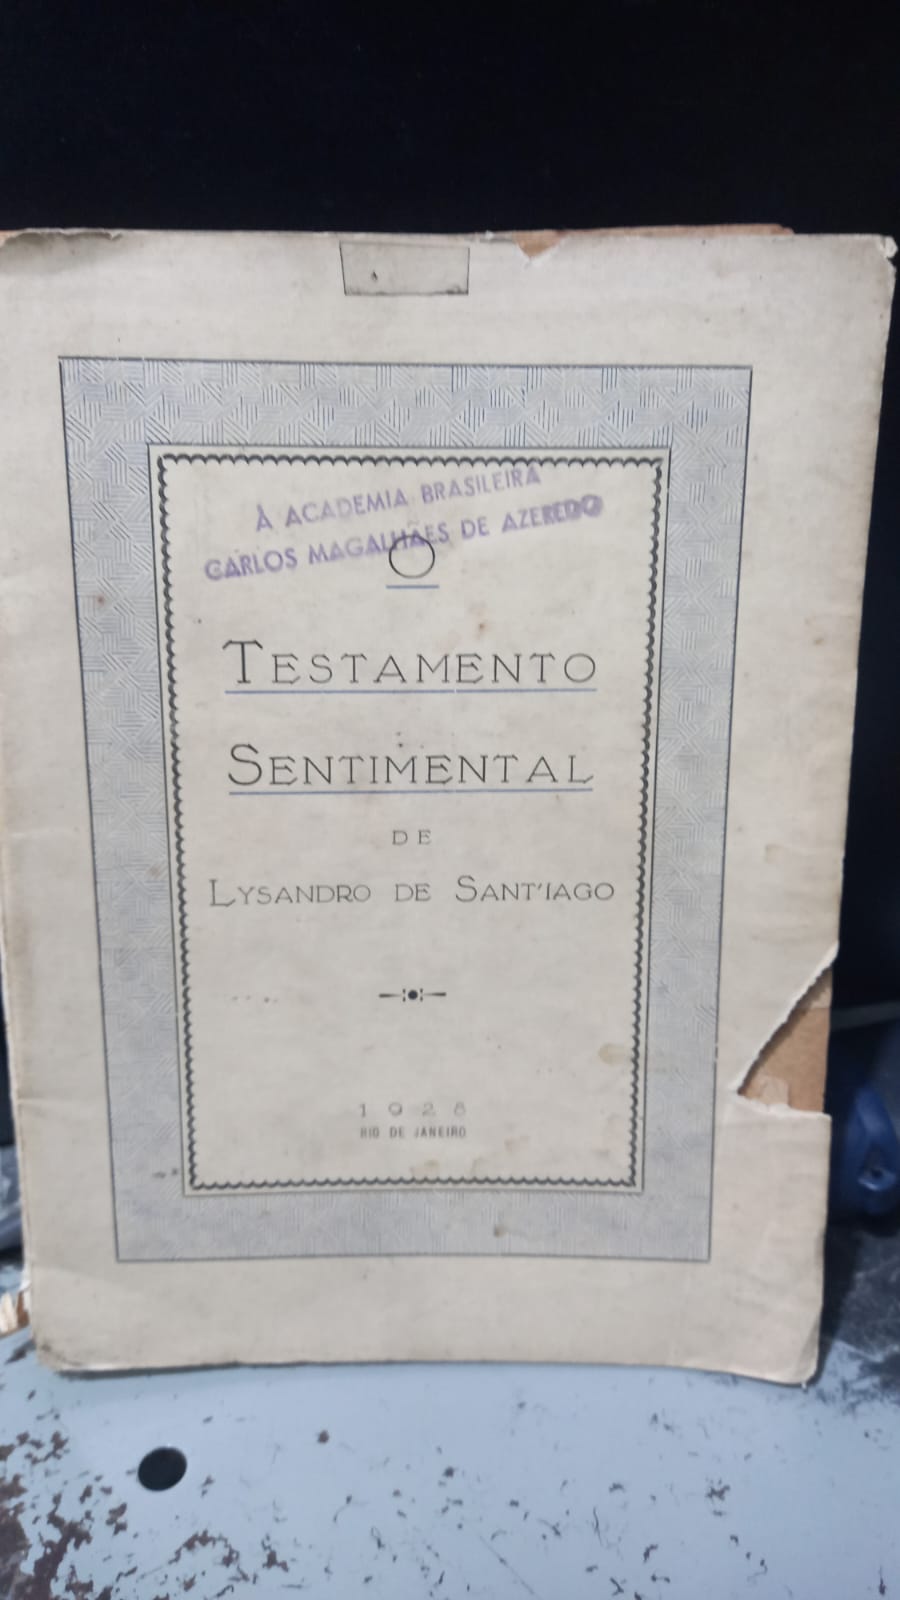 À ACADEMIA BRASILEIRA
CARLOS MAGALHÃES DE AZEREDO
O
TESTAMENTO
SENTIMENTAL
DE
LYSANDRO DE SANT'IAGO
1928
RIO DE JANEIRO